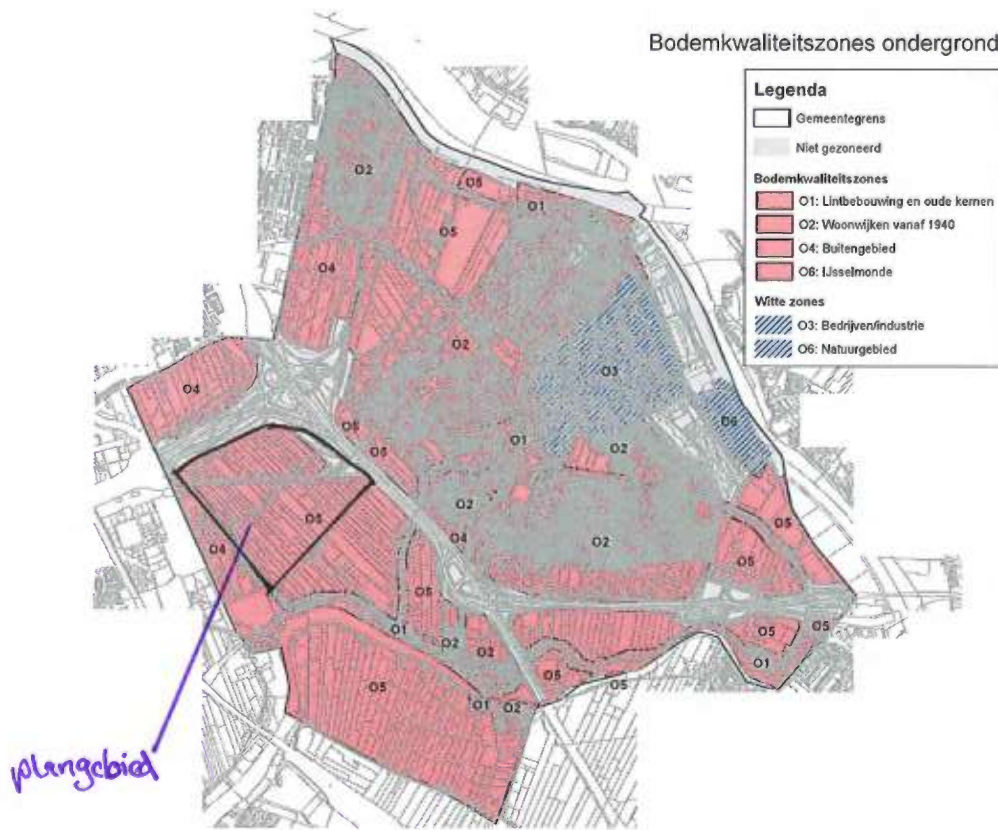 Bodemkwaliteitszones ondergrond
Legenda
Gemeentegrens
Niet gezoneerd
Bodemkwaliteitszones
O1: Lintbebouwing en oude kernen
O2: Woonwijken vanaf 1940
O4: Buitengebied
O6: IJsselmonde
Witte zones
O3: Bedrijven/industrie
O6: Natuurgebied
O2
O5
O1
O5
O4
O2
O3
O4
O6
O5
O1
O2
O5
O2
O5
O5
O4
O2
O4
O5
O5
O1
O2
O2
O5
O5
O1
O5
O5
O5
O1
O2
plangebied